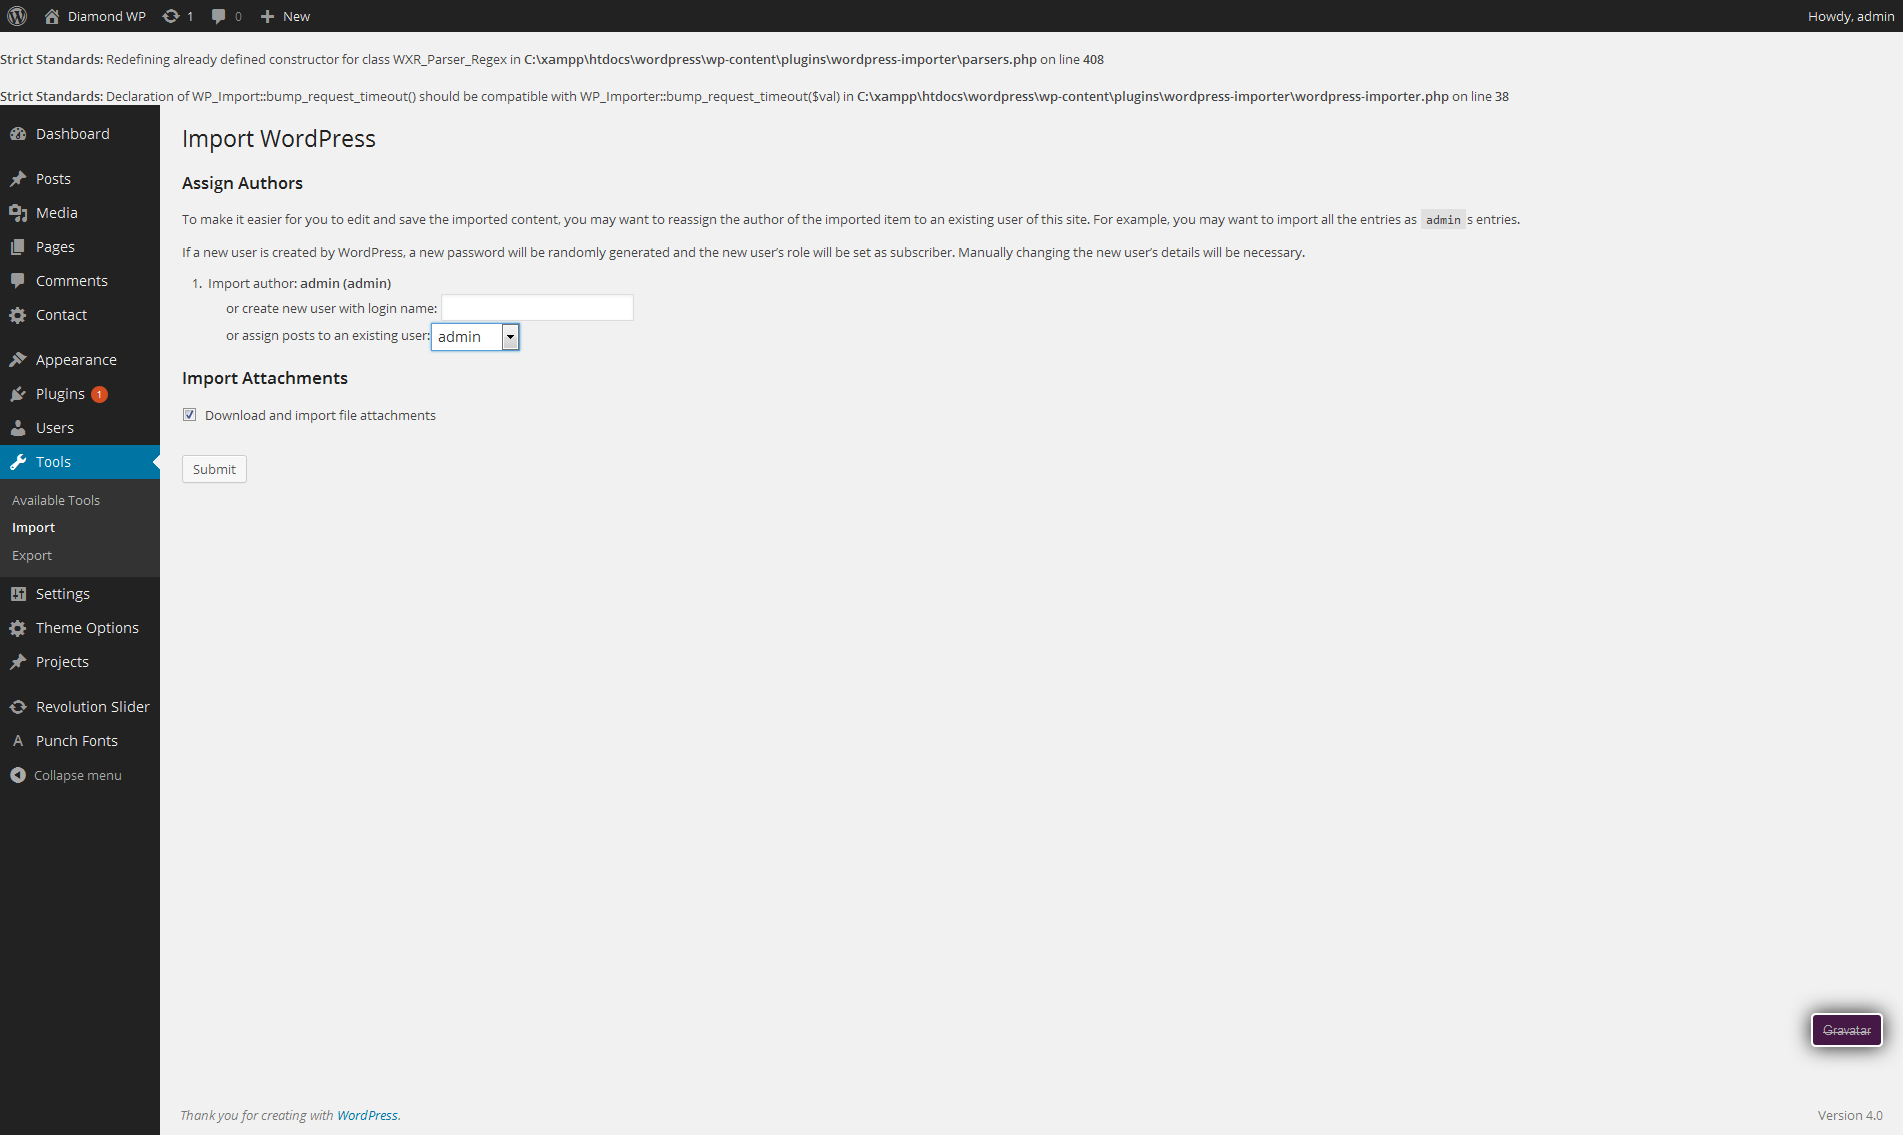 Diamond WP 1 0 New Howdy, admin
Strict Standards: Redefining already defined constructor for class WXR_Parser_Regex in C:\xampp\htdocs\wordpress\wp-content\plugins\wordpress-importer\parsers.php on line 408
Strict Standards: Declaration of WP_Import::bump_request_timeout() should be compatible with WP_Importer::bump_request_timeout($val) in C:\xampp\htdocs\wordpress\wp-content\plugins\wordpress-importer\wordpress-importer.php on line 38
Dashboard
Posts
Media
Pages
Comments
Contact
Appearance
Plugins 1
Users
Tools
Available Tools
Import
Export
Settings
Theme Options
Projects
Revolution Slider
Punch Fonts
Collapse menu
Import WordPress
Assign Authors
To make it easier for you to edit and save the imported content, you may want to reassign the author of the imported item to an existing user of this site. For example, you may want to import all the entries as admin s entries.
If a new user is created by WordPress, a new password will be randomly generated and the new user’s role will be set as subscriber. Manually changing the new user’s details will be necessary.
1. Import author: admin (admin)
or create new user with login name:
or assign posts to an existing user: admin
Import Attachments
Download and import file attachments
Submit
Gravatar
Thank you for creating with WordPress.
Version 4.0